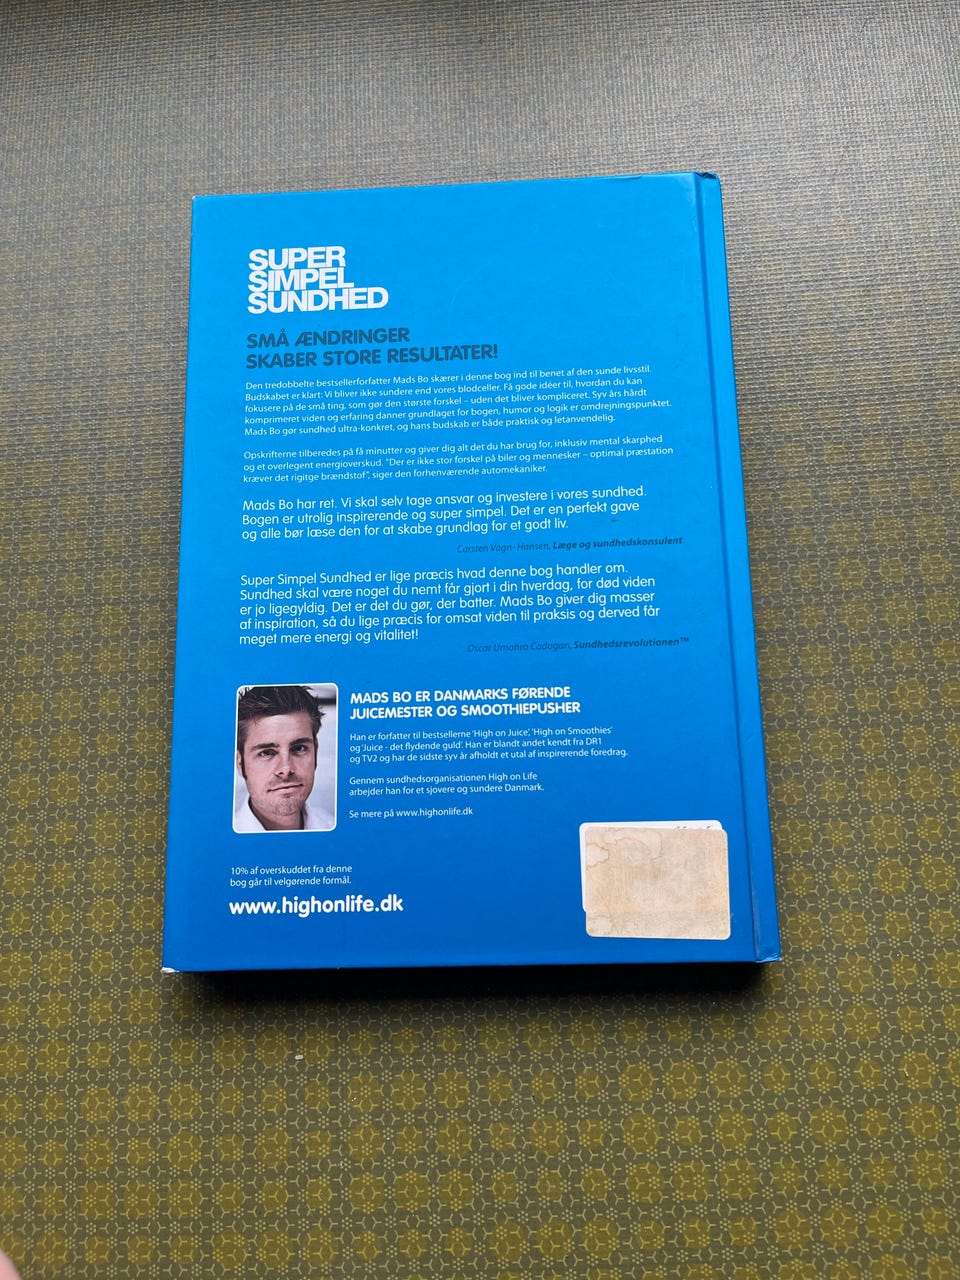 SUPER
SIMPEL
SUNDHED
SMÅ ÆNDRINGER
SKABER STORE RESULTATER!
Den tredobbelte bestsellerforfatter Mads Bo skærer i denne bog ind til benet af den sunde livsstil.
Budskabet er klart: Vi bliver ikke sundere end vores blodceller. Få gode idéer til, hvordan du kan
fokusere på de små ting, som gør den største forskel – uden det bliver kompliceret. Syv års hårdt
komprimeret viden og erfaring danner grundlaget for bogen, humor og logik er omdrejningspunktet.
Mads Bo gør sundhed ultra-konkret, og hans budskab er både praktisk og letanvendelig.
Opskrifterne tilberedes på få minutter og giver dig alt det du har brug for, inklusiv mental skarphed
og et overlegent energioverskud. "Der er ikke stor forskel på biler og mennesker – optimal præstation
kræver det rigitge brændstof", siger den forhenværende automekaniker.
Mads Bo har ret. Vi skal selv tage ansvar og investere i vores sundhed.
Bogen er utrolig inspirerende og super simpel. Det er en perfekt gave
og alle bør læse den for at skabe grundlag for et godt liv.
Carsten Vagn-Hansen, Læge og sundhedskonsulent
Super Simpel Sundhed er lige præcis hvad denne bog handler om.
Sundhed skal være noget du nemt får gjort i din hverdag, for død viden
er jo ligegyldig. Det er det du gør, der batter. Mads Bo giver dig masser
af inspiration, så du lige præcis for omsat viden til praksis og derved får
meget mere energi og vitalitet!
Oscar Umahro Cadogan, Sundhedsrevolutionen™
MADS BO ER DANMARKS FØRENDE
JUICEMESTER OG SMOOTHIEPUSHER
Han er forfatter til bestsellerne 'High on Juice', 'High on Smoothies'
og 'Juice - det flydende guld'. Han er blandt andet kendt fra DR1
og TV2 og har de sidste syv år afholdt et utal af inspirerende foredrag.
Gennem sundhedsorganisationen High on Life
arbejder han for et sjovere og sundere Danmark.
Se mere på www.highonlife.dk
10% af overskuddet fra denne
bog går til velgørende formål.
www.highonlife.dk